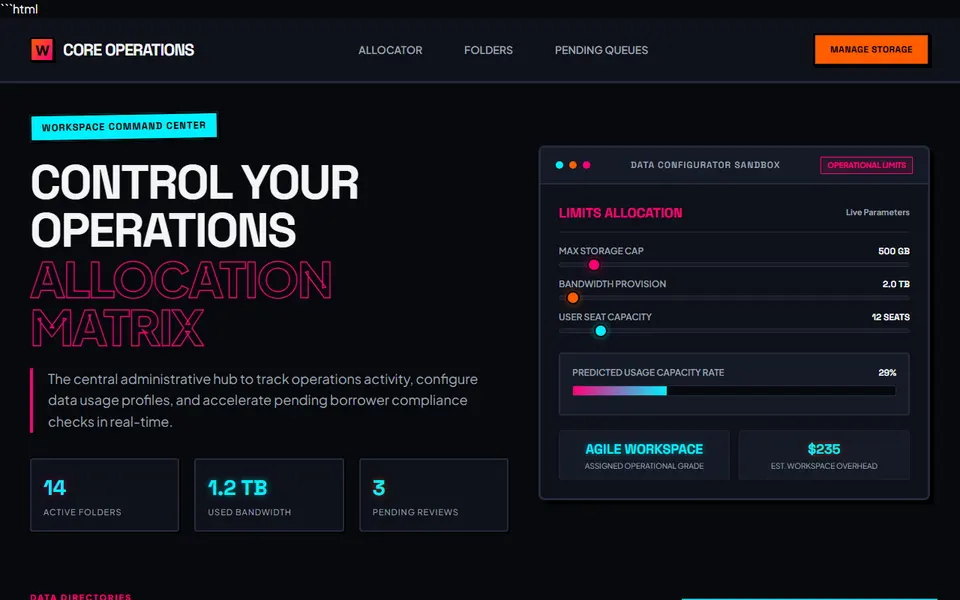 ```html
W CORE OPERATIONS
ALLOCATOR
FOLDERS
PENDING QUEUES
MANAGE STORAGE
WORKSPACE COMMAND CENTER
CONTROL YOUR
OPERATIONS
ALLOCATION
MATRIX
The central administrative hub to track operations activity, configure
data usage profiles, and accelerate pending borrower compliance
checks in real-time.
14
ACTIVE FOLDERS
1.2 TB
USED BANDWIDTH
3
PENDING REVIEWS
DATA CONFIGURATOR SANDBOX
OPERATIONAL LIMITS
LIMITS ALLOCATION
Live Parameters
MAX STORAGE CAP
500 GB
BANDWIDTH PROVISION
2.0 TB
USER SEAT CAPACITY
12 SEATS
PREDICTED USAGE CAPACITY RATE
29%
AGILE WORKSPACE
ASSIGNED OPERATIONAL GRADE
$235
EST. WORKSPACE OVERHEAD
DATA DIRECTORIES